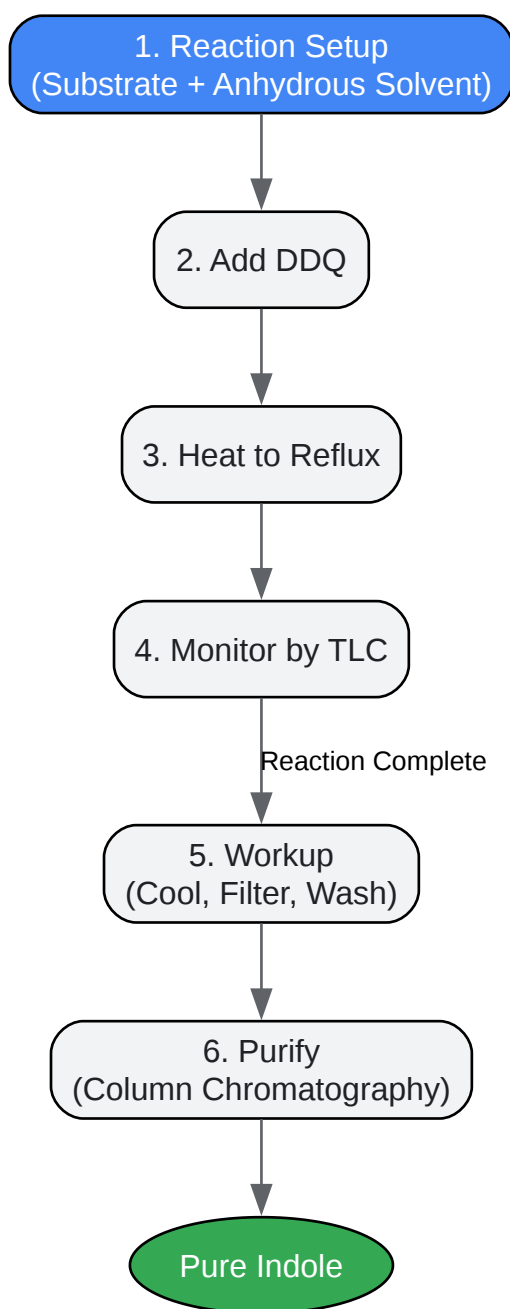 1. Reaction Setup
(Substrate + Anhydrous Solvent)
2. Add DDQ
3. Heat to Reflux
4. Monitor by TLC
Reaction Complete
5. Workup
(Cool, Filter, Wash)
6. Purify
(Column Chromatography)
Pure Indole